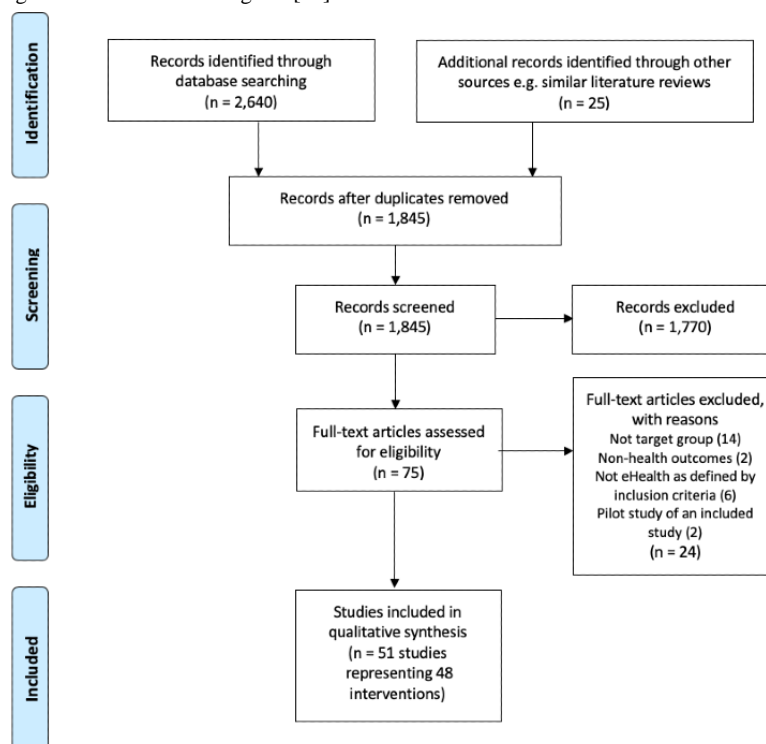 Identification
Records identified through
database searching
(n = 2,640)
Additional records identified through other
sources e.g. similar literature reviews
(n = 25)
Records after duplicates removed
(n = 1,845)
Screening
Records screened
(n = 1,845)
Records excluded
(n = 1,770)
Eligibility
Full-text articles assessed
for eligibility
(n = 75)
Full-text articles excluded,
with reasons
Not target group (14)
Non-health outcomes (2)
Not eHealth as defined by
inclusion criteria (6)
Pilot study of an included
study (2)
(n = 24)
Included
Studies included in
qualitative synthesis
(n = 51 studies
representing 48
interventions)